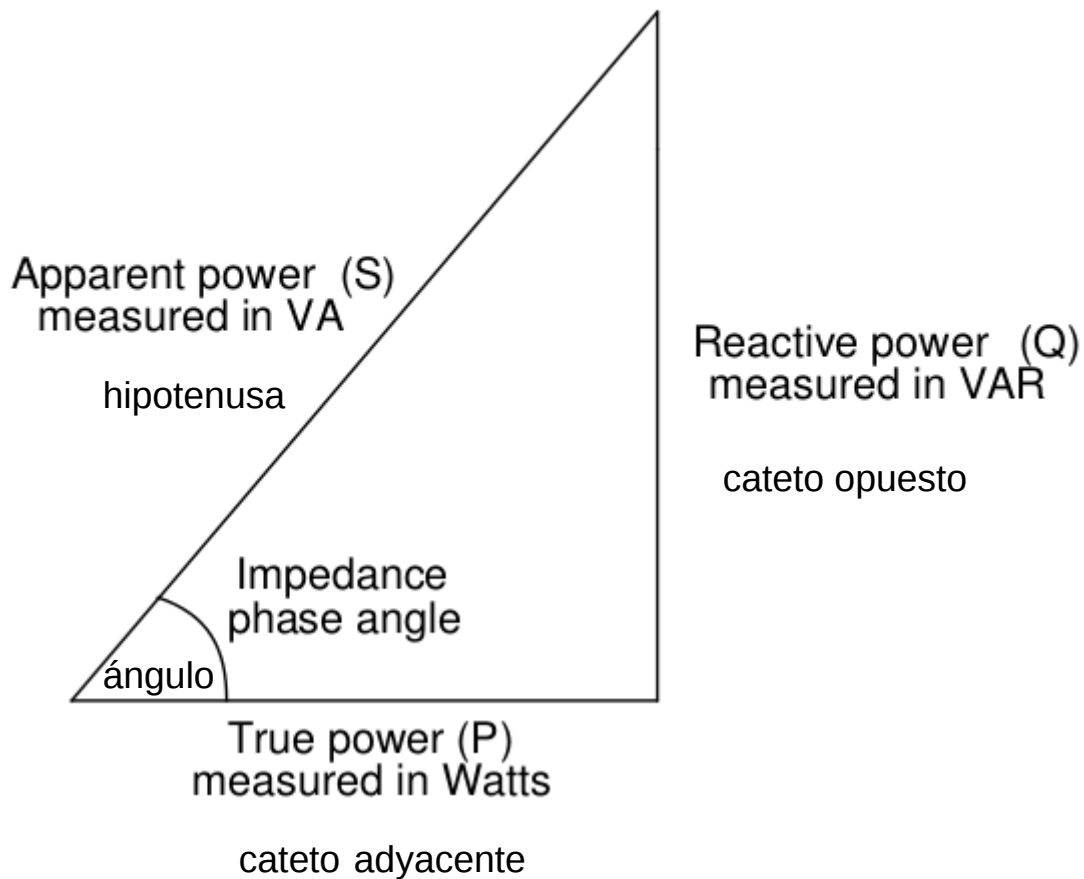 Apparent power (S)
measured in VA
hipotenusa
Reactive power (Q)
measured in VAR
cateto opuesto
Impedance
phase angle
ángulo
True power (P)
measured in Watts
cateto adyacente